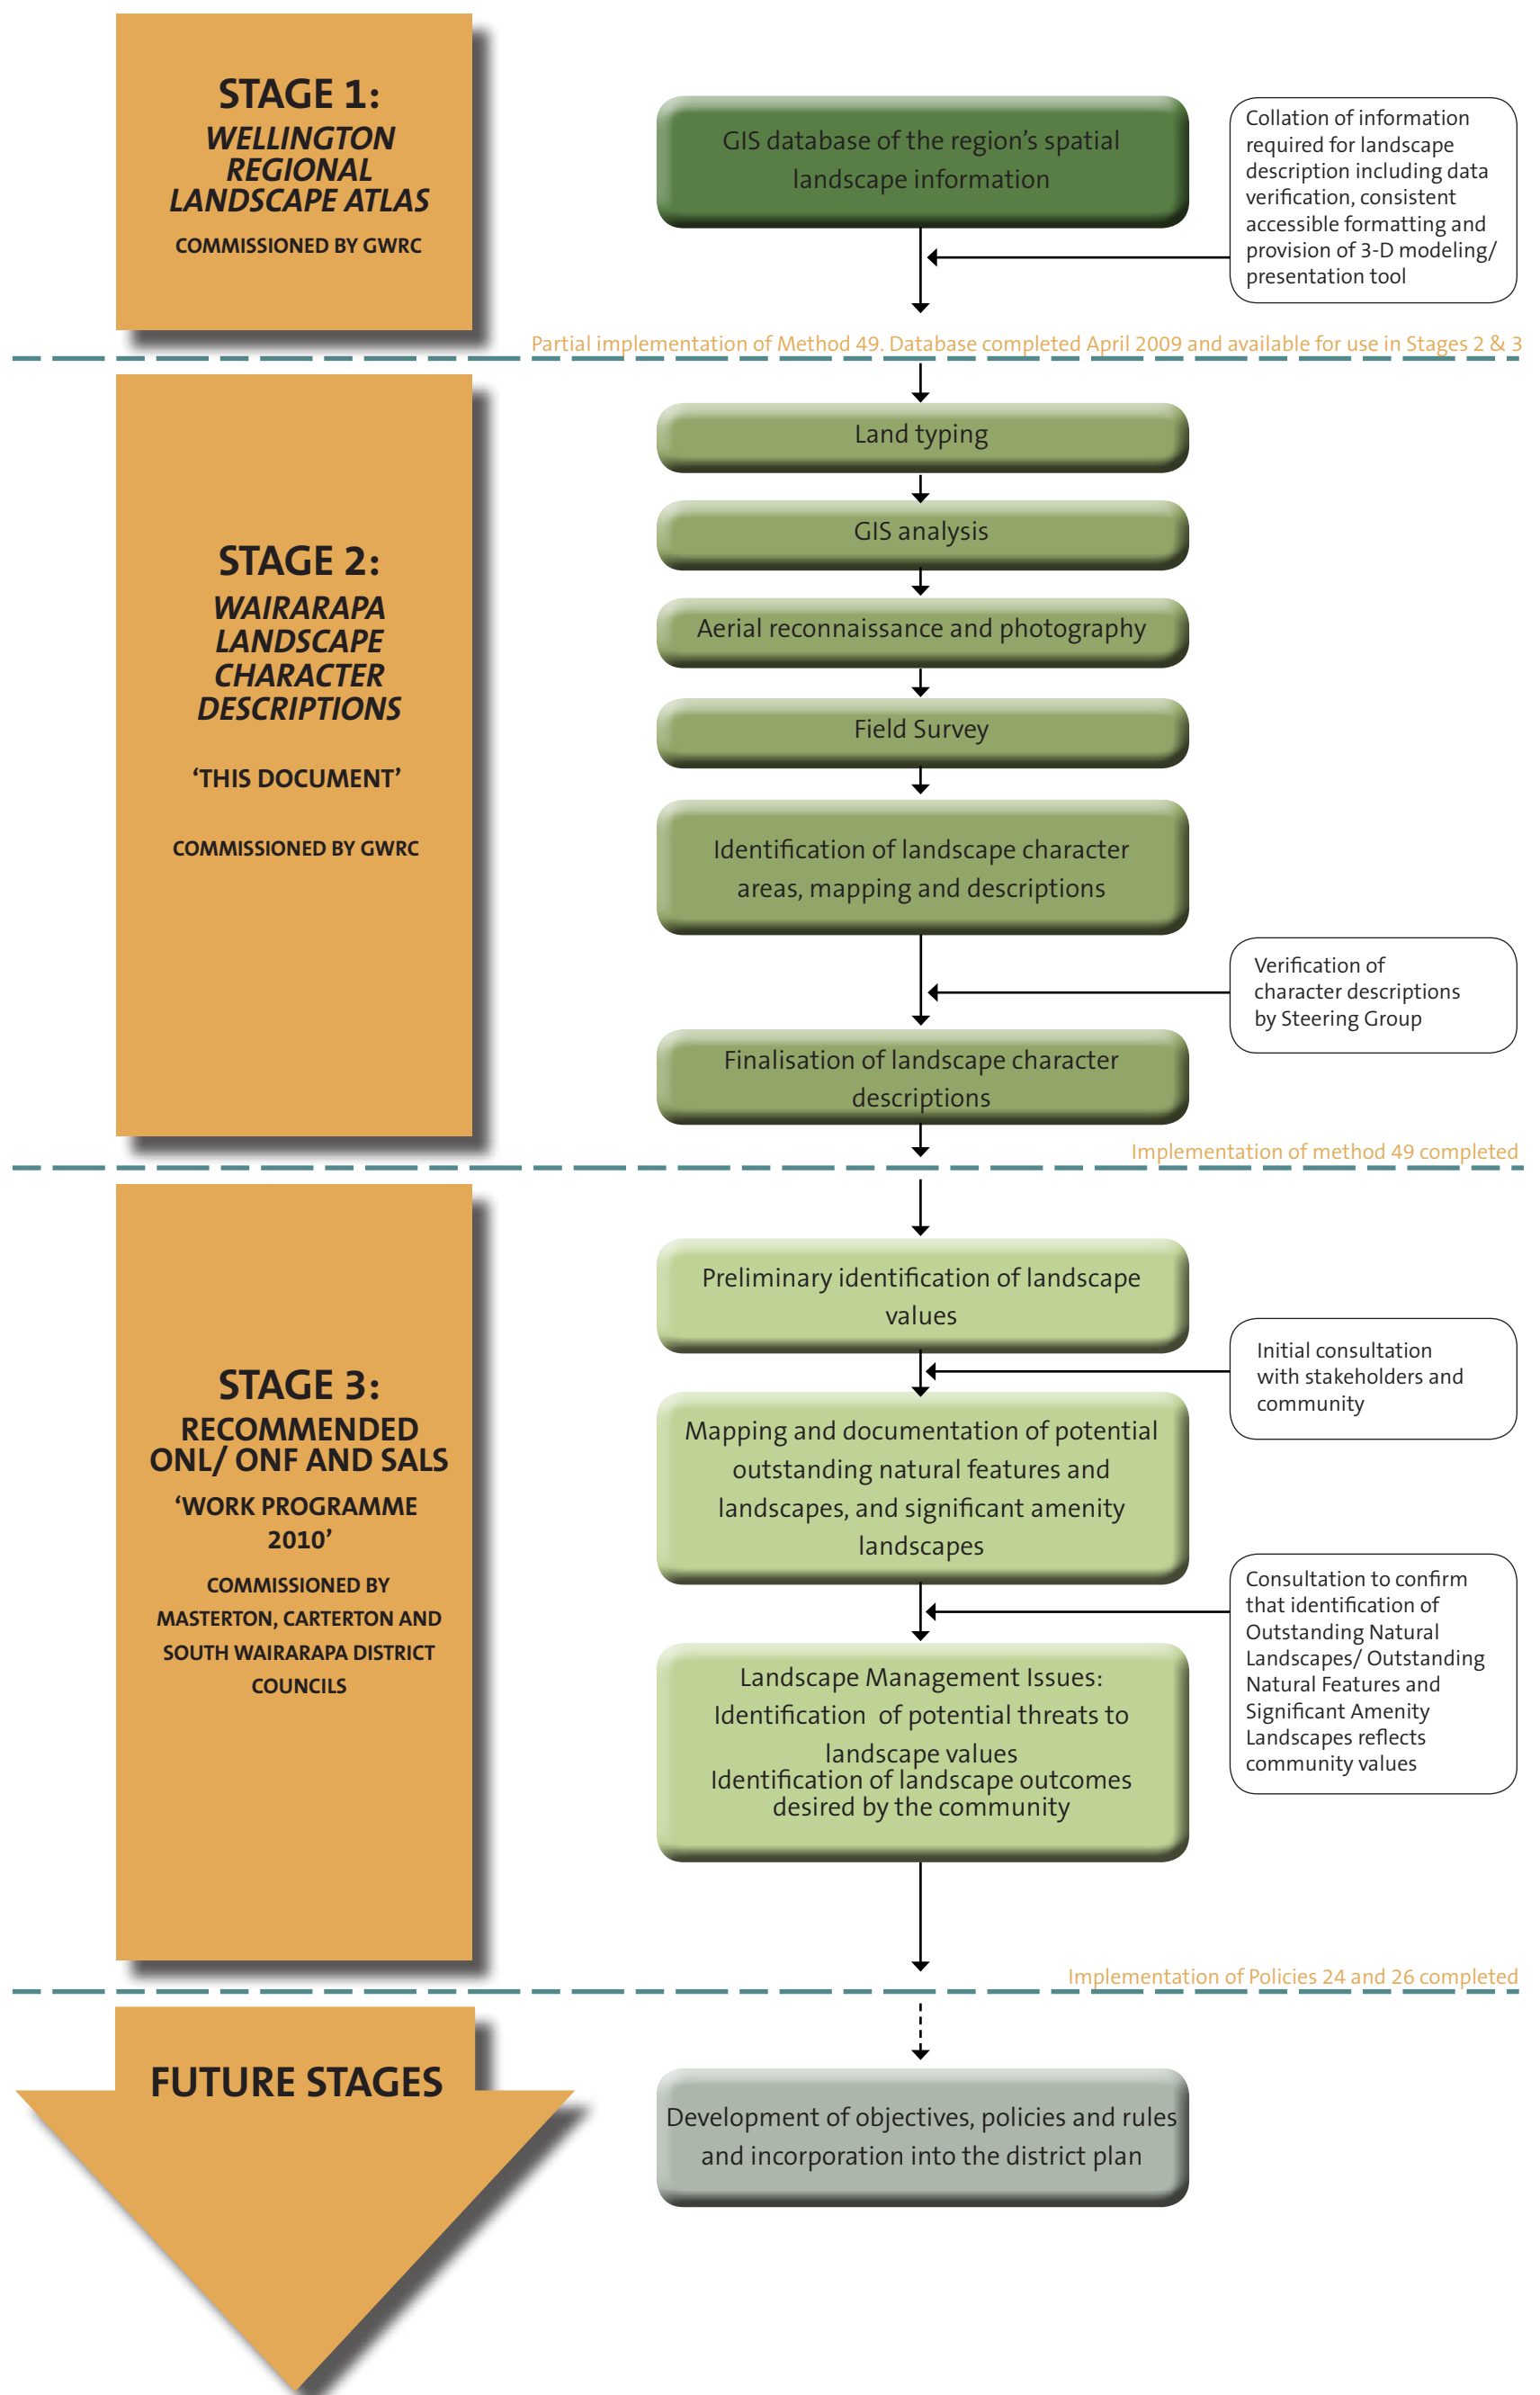 STAGE 1:
WELLINGTON
REGIONAL
LANDSCAPE ATLAS
COMMISSIONED BY GWRC
GIS database of the region's spatial
landscape information
Collation of information
required for landscape
description including data
verification, consistent
accessible formatting and
provision of 3-D modeling/
presentation tool
Partial implementation of Method 49. Database completed April 2009 and available for use in Stages 2 & 3
STAGE 2:
WAIRARAPA
LANDSCAPE
CHARACTER
DESCRIPTIONS
‘THIS DOCUMENT’
COMMISSIONED BY GWRC
Land typing
GIS analysis
Aerial reconnaissance and photography
Field Survey
Identification of landscape character
areas, mapping and descriptions
Verification of
character descriptions
by Steering Group
Finalisation of landscape character
descriptions
Implementation of method 49 completed
STAGE 3:
RECOMMENDED
ONL/ ONF AND SALS
‘WORK PROGRAMME
2010’
COMMISSIONED BY
MASTERTON, CARTERTON AND
SOUTH WAIRARAPA DISTRICT
COUNCILS
Preliminary identification of landscape
values
Initial consultation
with stakeholders and
community
Mapping and documentation of potential
outstanding natural features and
landscapes, and significant amenity
landscapes
Consultation to confirm
that identification of
Outstanding Natural
Landscapes/ Outstanding
Natural Features and
Significant Amenity
Landscapes reflects
community values
Landscape Management Issues:
Identification  of potential threats to
landscape values
Identification of landscape outcomes
desired by the community
Implementation of Policies 24 and 26 completed
FUTURE STAGES
Development of objectives, policies and rules
and incorporation into the district plan